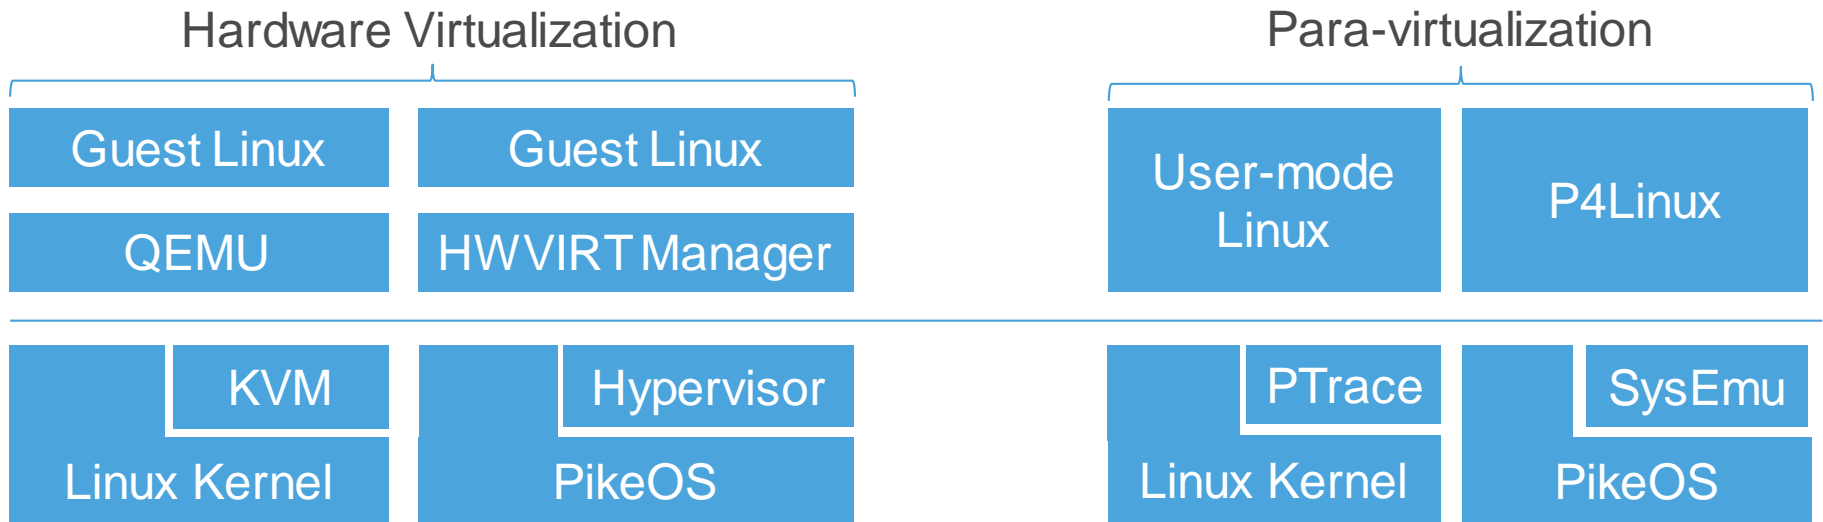 Hardware Virtualization
Para-virtualization
Guest Linux
Guest Linux
User-mode
Linux
P4Linux
QEMU
HWVIRT Manager
KVM
Hypervisor
PTrace
SysEmu
Linux Kernel
PikeOS
Linux Kernel
PikeOS